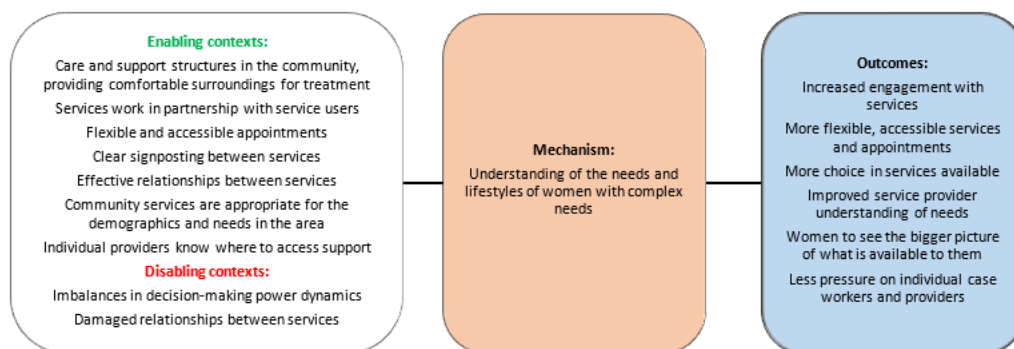 Enabling contexts:
Care and support structures in the community,
providing comfortable surroundings for treatment
Services work in partnership with service users
Flexible and accessible appointments
Clear signposting between services
Effective relationships between services
Community services are appropriate for the
demographics and needs in the area
Individual providers know where to access support
Disabling contexts:
Imbalances in decision-making power dynamics
Damaged relationships between services
Mechanism:
Understanding of the needs and
lifestyles of women with complex
needs
Outcomes:
Increased engagement with
services
More flexible, accessible services
and appointments
More choice in services available
Improved service provider
understanding of needs
Women to see the bigger picture
of what is available to them
Less pressure on individual case
workers and providers